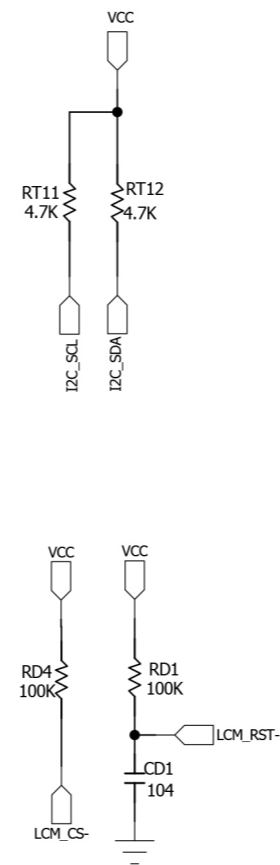 VCC
RT11
4.7K
RT12
4.7K
I2C_SCL
I2C_SDA
VCC
VCC
RD4
100K
RD1
100K
LCM_RST-
CD1
104
LCM_CS-